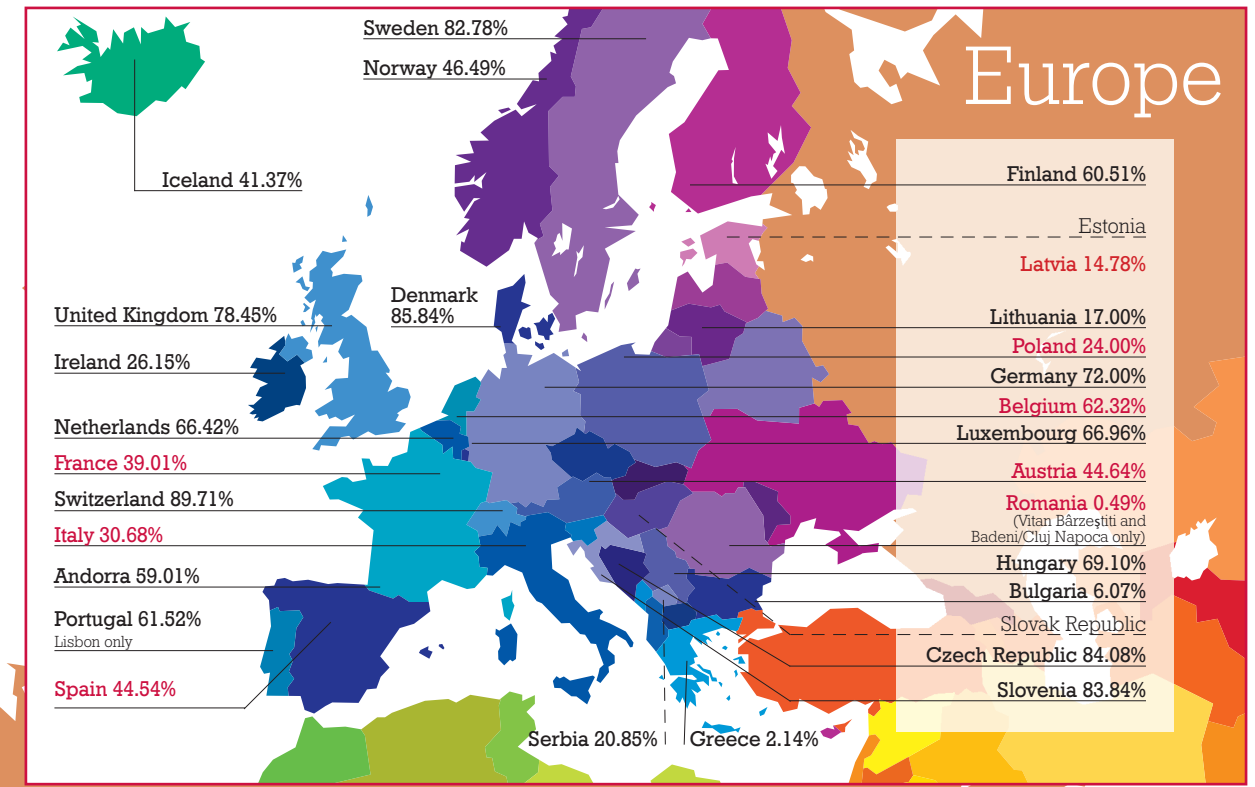 Europe
Sweden 82.78%
Norway 46.49%
Iceland 41.37%
United Kingdom 78.45%
Denmark
85.84%
Ireland 26.15%
Netherlands 66.42%
France 39.01%
Switzerland 89.71%
Italy 30.68%
Andorra 59.01%
Portugal 61.52%
Lisbon only
Spain 44.54%
Finland 60.51%
Estonia
Latvia 14.78%
Lithuania 17.00%
Poland 24.00%
Germany 72.00%
Belgium 62.32%
Luxembourg 66.96%
Austria 44.64%
Romania 0.49%
(Vitan Bârzeştiti and
Badeni/Cluj Napoca only)
Hungary 69.10%
Bulgaria 6.07%
Slovak Republic
Czech Republic 84.08%
Slovenia 83.84%
Serbia 20.85%
Greece 2.14%